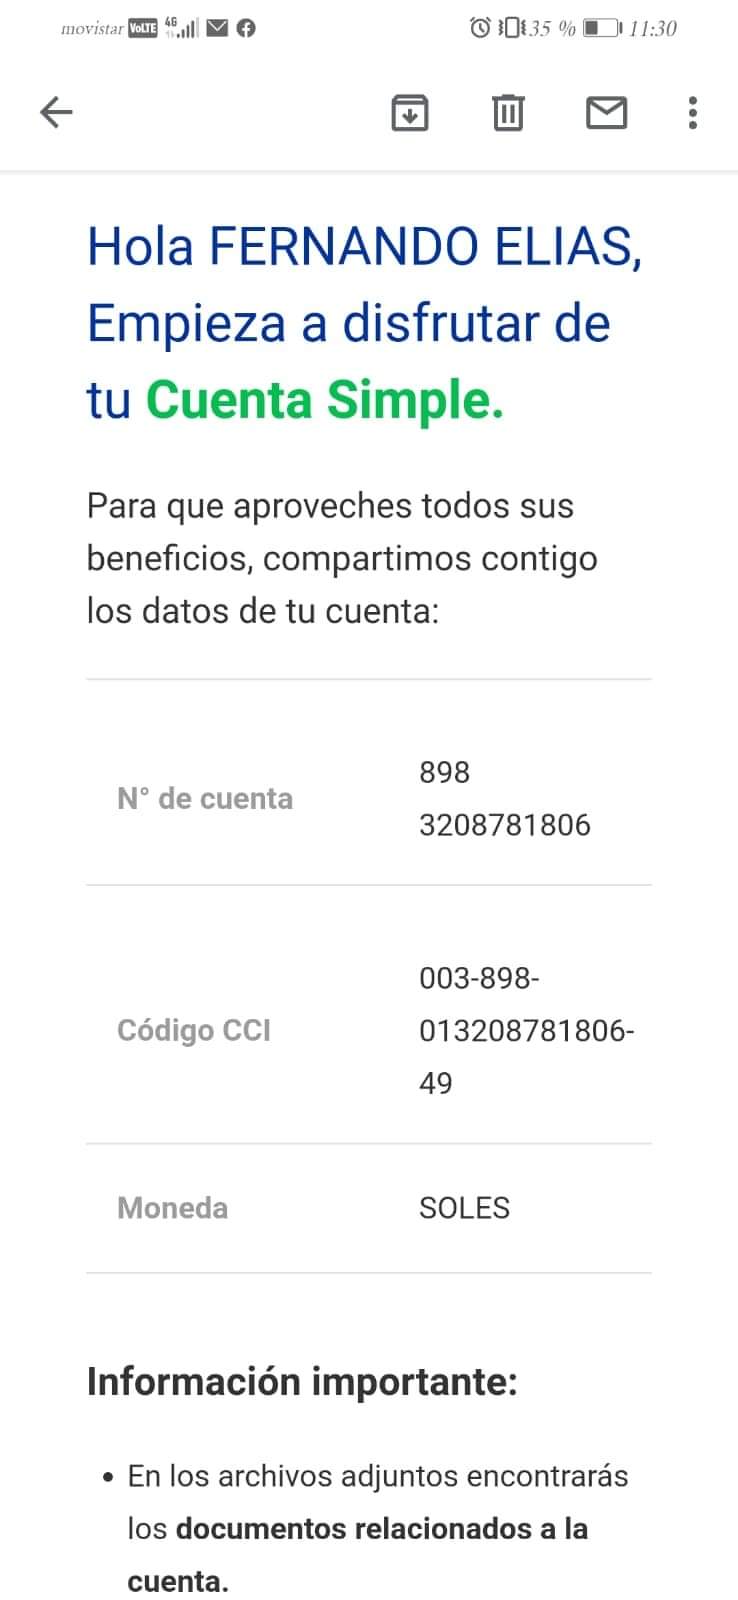 movistar VoLTE 4G 35 % 11:30
Hola FERNANDO ELIAS,
Empieza a disfrutar de
tu Cuenta Simple.
Para que aproveches todos sus
beneficios, compartimos contigo
los datos de tu cuenta:
N° de cuenta
898
3208781806
Código CCI
003-898-
013208781806-
49
Moneda
SOLES
Información importante:
• En los archivos adjuntos encontrarás
los documentos relacionados a la
cuenta.